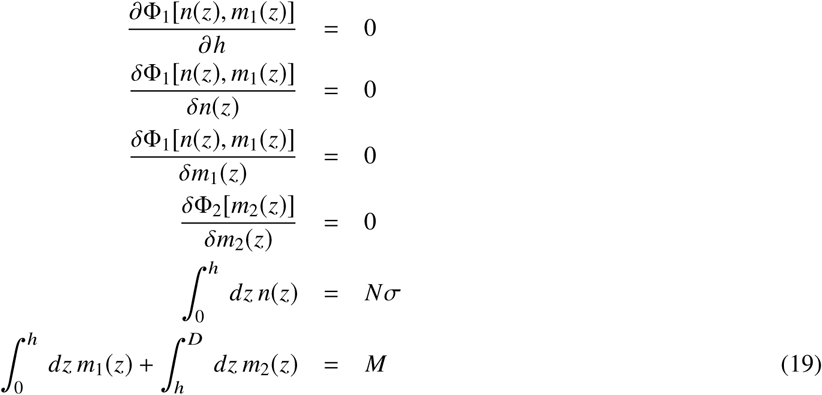 ∂Φ₁[n(z), m₁(z)] / ∂h = 0
δΦ₁[n(z), m₁(z)] / δn(z) = 0
δΦ₁[n(z), m₁(z)] / δm₁(z) = 0
δΦ₂[m₂(z)] / δm₂(z) = 0
∫₀ʰ dz n(z) = Nσ
∫₀ʰ dz m₁(z) + ∫ₕᴰ dz m₂(z) = M (19)